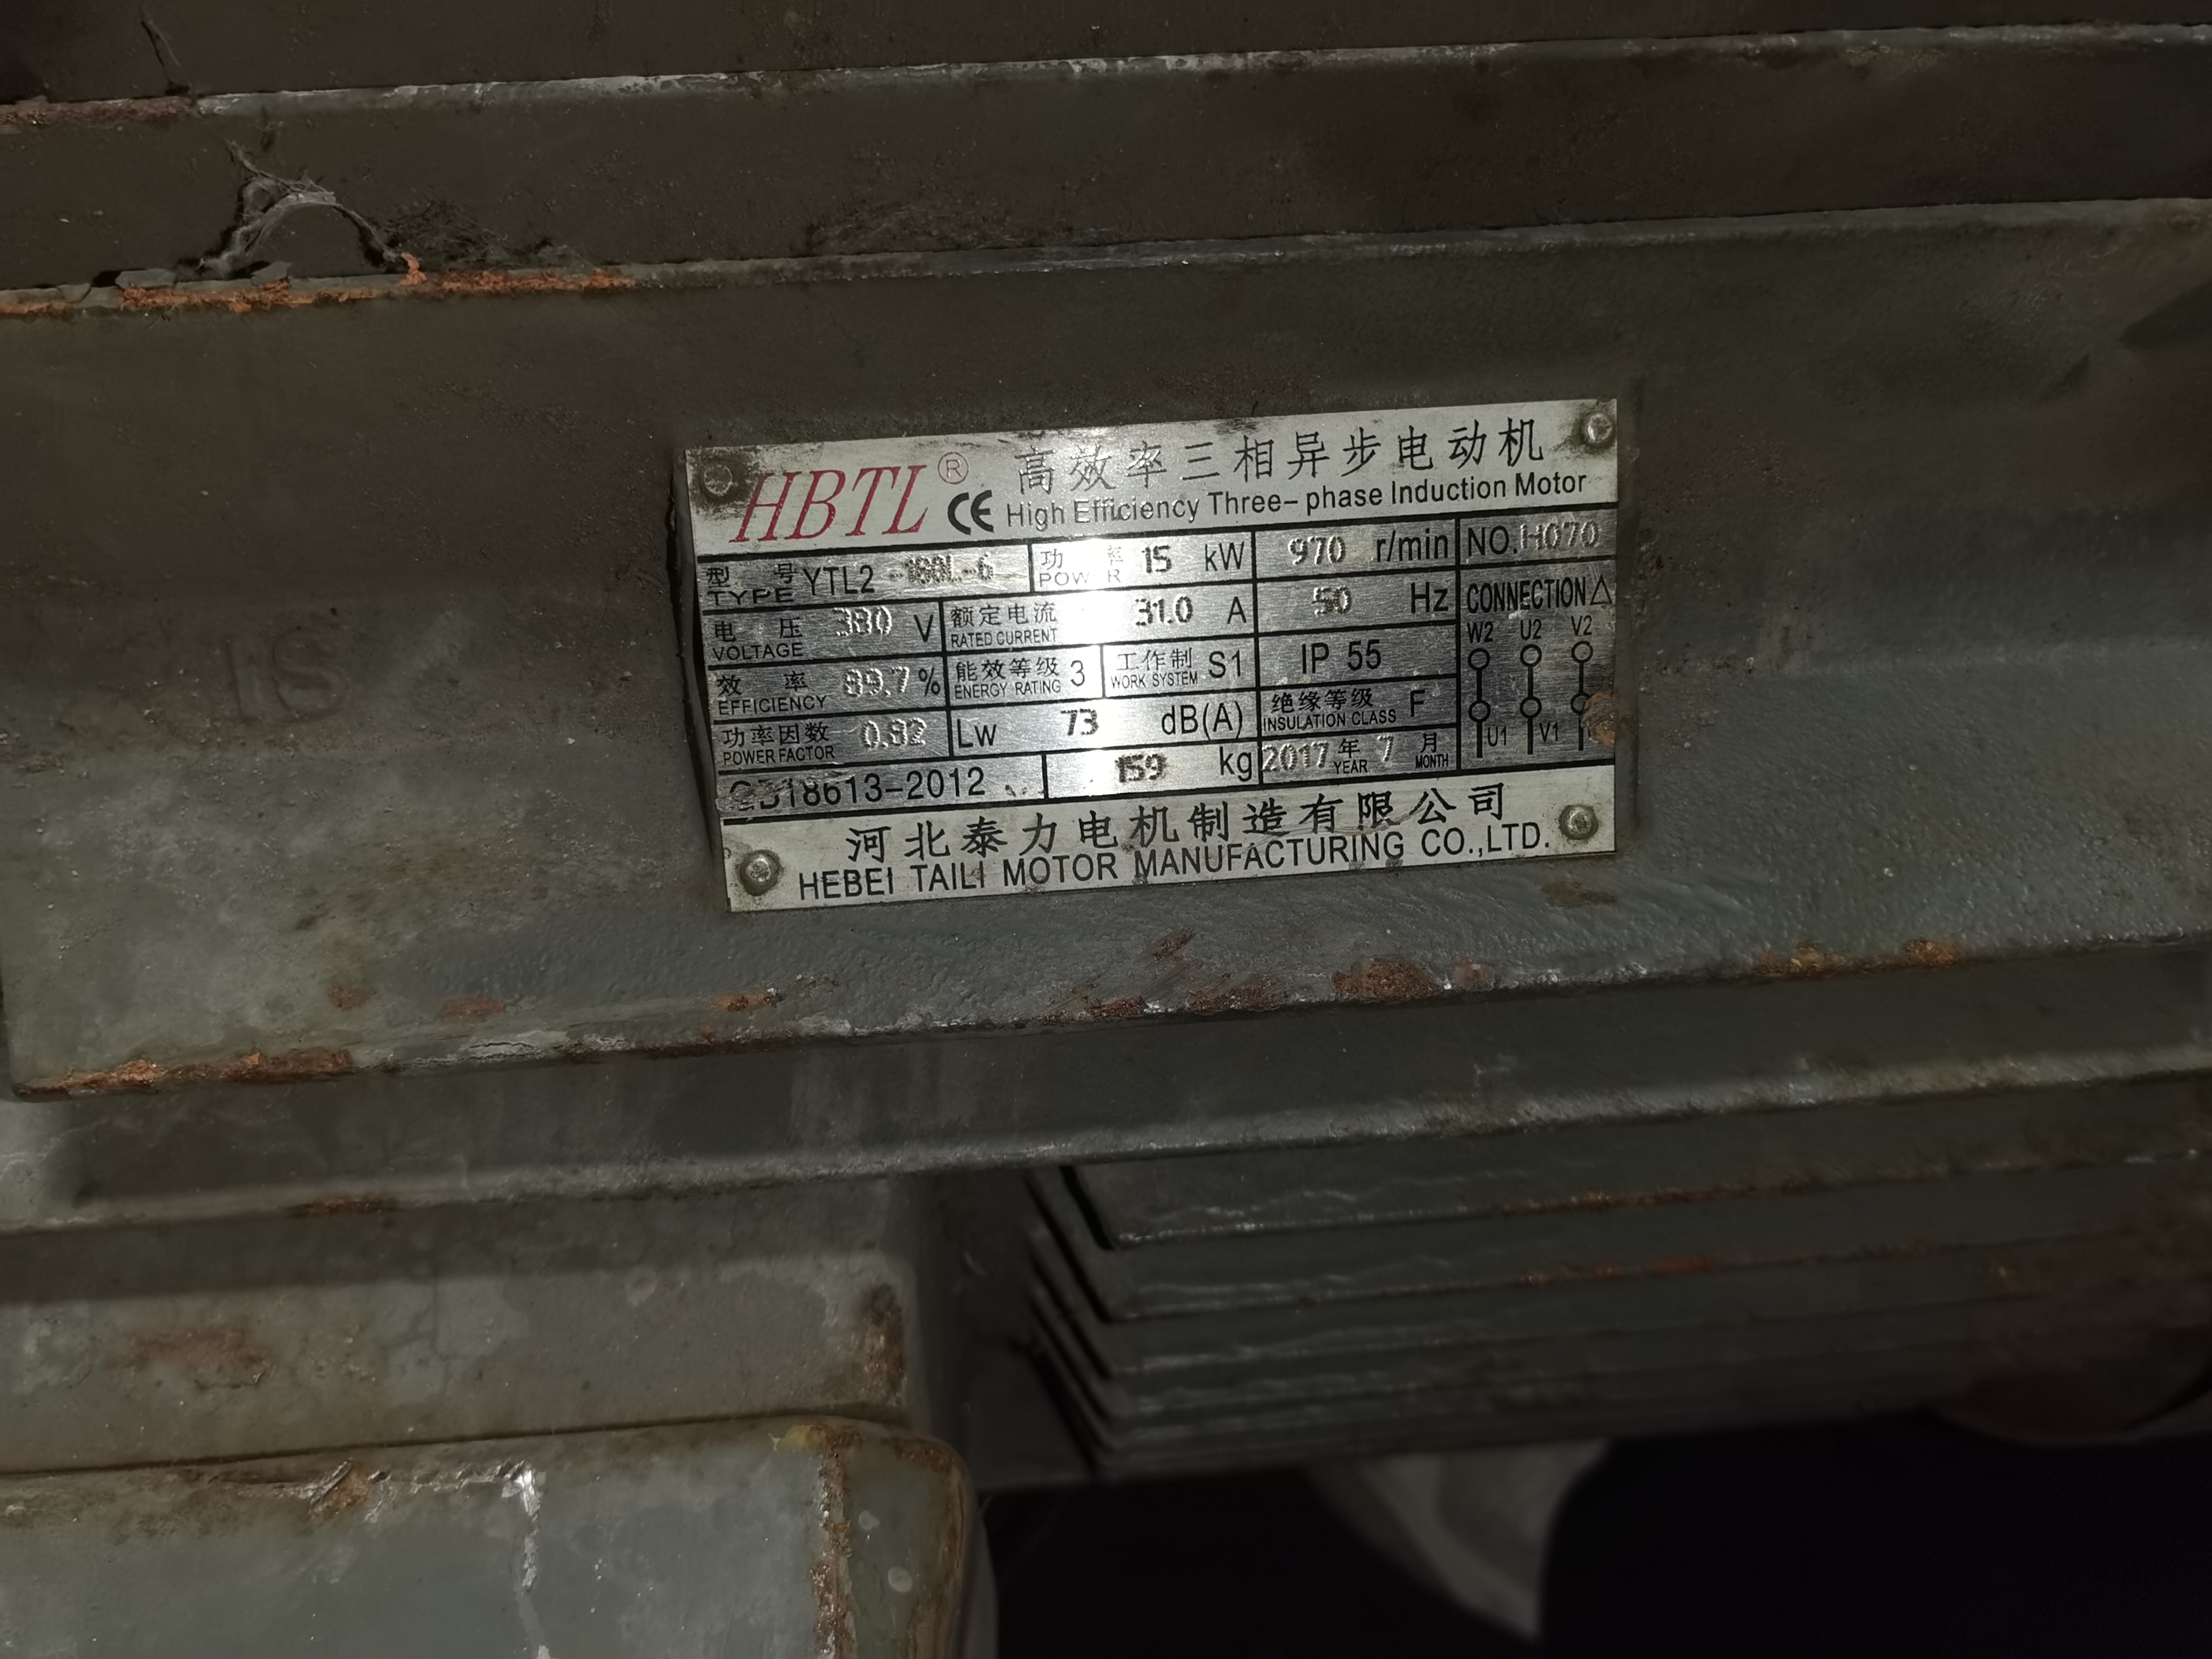 HBTL® CE 高效率三相异步电动机
High Efficiency Three-phase Induction Motor
型号 TYPE YTL2 -180L-6 功率 POWER 15 kW 970 r/min NO. H070
电压 VOLTAGE 380 V 额定电流 RATED CURRENT 31.0 A 50 Hz CONNECTION △
效率 EFFICIENCY 89.7 % 能效等级 ENERGY RATING 3 工作制 WORK SYSTEM S1 IP 55 W2 U2 V2
功率因数 POWER FACTOR 0.82 Lw 73 dB(A) 绝缘等级 INSULATION CLASS F U1 V1
GB18613-2012 159 kg 2017 年 YEAR 7 月 MONTH
河北泰力电机制造有限公司
HEBEI TAILI MOTOR MANUFACTURING CO.,LTD.